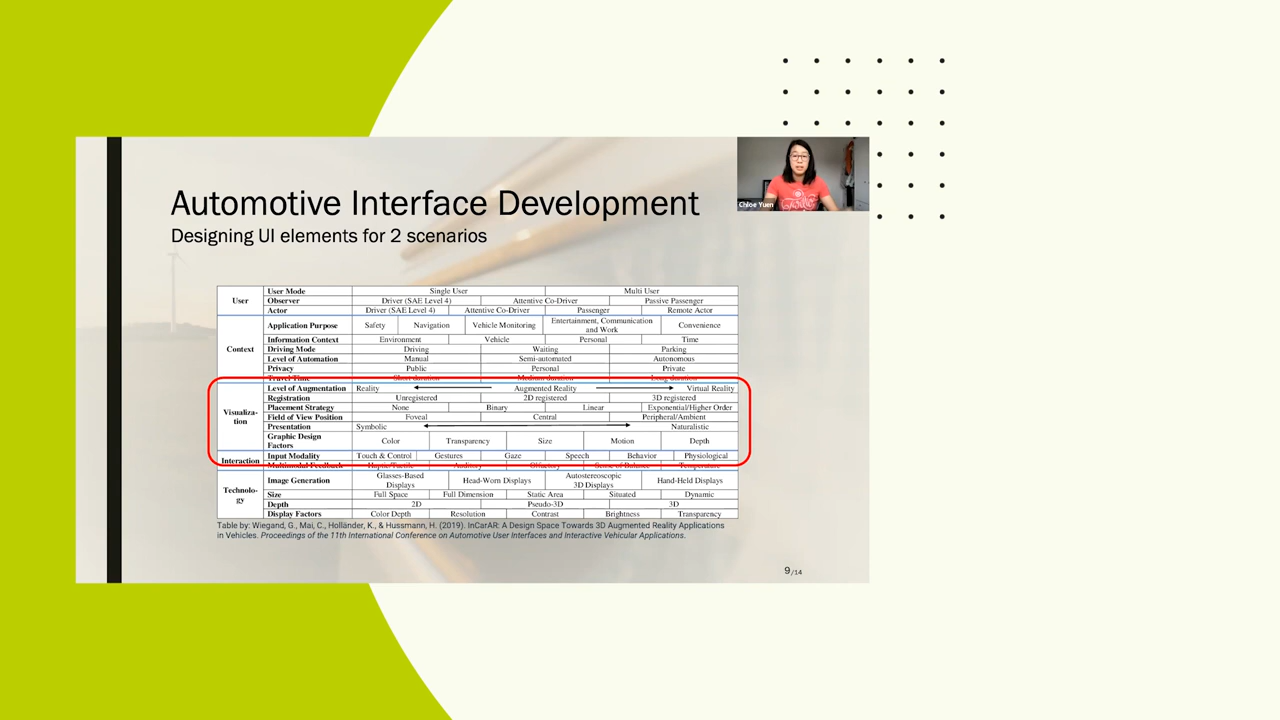 Automotive Interface Development
Designing UI elements for 2 scenarios
Chloe Yuen
User
User Mode Single User Multi User
Observer Driver (SAE Level 4) Attentive Co-Driver Passive Passenger
Actor Driver (SAE Level 4) Attentive Co-Driver Passenger Remote Actor
Context
Application Purpose Safety Navigation Vehicle Monitoring Entertainment, Communication and Work Convenience
Information Context Environment Vehicle Personal Time
Driving Mode Driving Waiting Parking
Level of Automation Manual Semi-automated Autonomous
Privacy Public Personal Private
Travel Time Short duration Medium duration Long duration
Visualiza-
tion
Level of Augmentation Reality Augmented Reality Virtual Reality
Registration Unregistered 2D registered 3D registered
Placement Strategy None Binary Linear Exponential/Higher Order
Field of View Position Foveal Central Peripheral/Ambient
Presentation Symbolic Naturalistic
Graphic Design Factors Color Transparency Size Motion Depth
Interaction
Input Modality Touch & Control Gestures Gaze Speech Behavior Physiological
Multimodal Feedback Haptic/Tactile Auditory Olfactory Sense of Balance Temperature
Technolo-
gy
Image Generation Glasses-Based Displays Head-Worn Displays Autostereoscopic 3D Displays Hand-Held Displays
Size Full Space Full Dimension Static Area Situated Dynamic
Depth 2D Pseudo-3D 3D
Display Factors Color Depth Resolution Contrast Brightness Transparency
Table by: Wiegand, G., Mai, C., Holländer, K., & Hussmann, H. (2019). InCarAR: A Design Space Towards 3D Augmented Reality Applications
in Vehicles. Proceedings of the 11th International Conference on Automotive User Interfaces and Interactive Vehicular Applications.
9/14